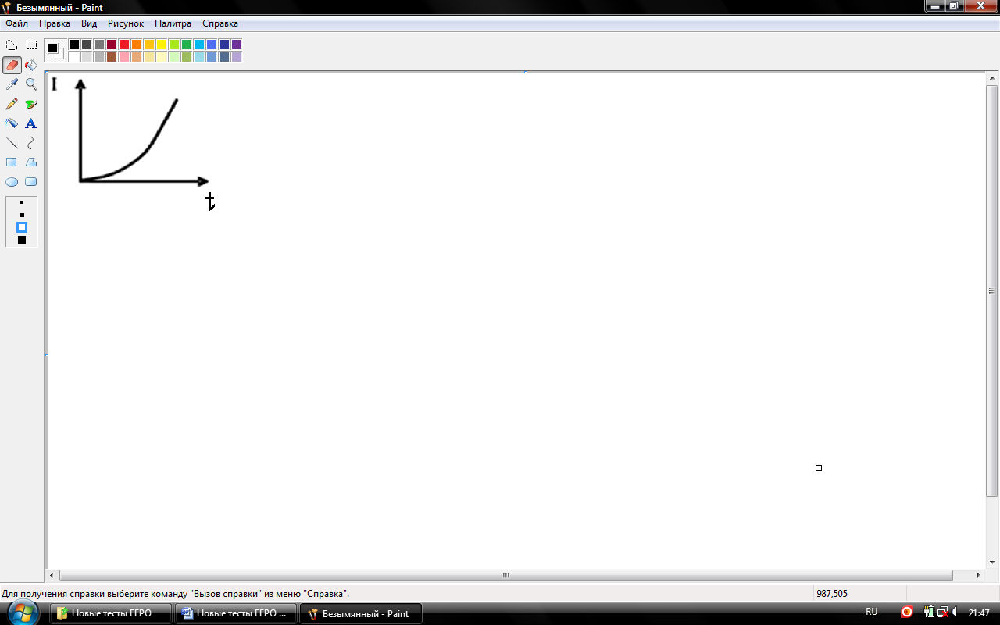 Безымянный - Paint
Файл Правка Вид Рисунок Палитра Справка
I
t
Для получения справки выберите команду "Вызов справки" из меню "Справка".
987,505
Новые тесты FEPO
Новые тесты FEPO ...
Безымянный - Paint
RU
21:47